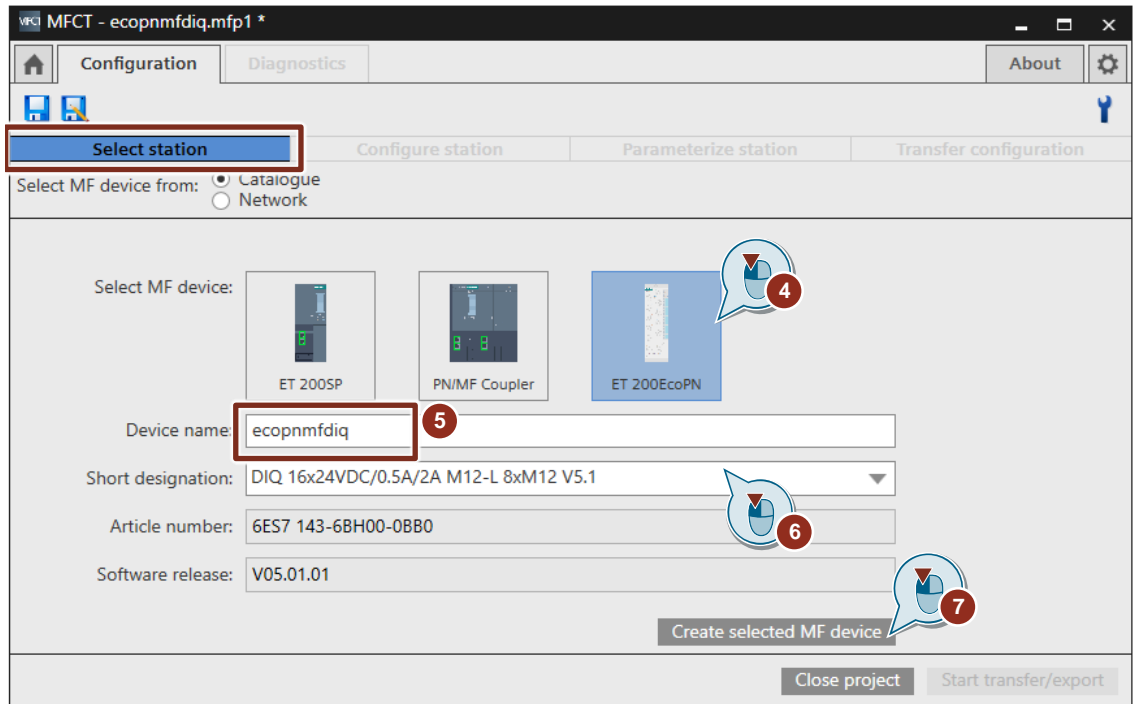 MFCT MFCT - ecopnmfdiq.mfp1 *
Configuration Diagnostics About
Select station Configure station Parameterize station Transfer configuration
Select MF device from: Catalogue
Network
Select MF device:
4
ET 200SP PN/MF Coupler ET 200EcoPN
Device name: ecopnmfdiq 5
Short designation: DIQ 16x24VDC/0.5A/2A M12-L 8xM12 V5.1
Article number: 6ES7 143-6BH00-0BB0 6
Software release: V05.01.01
7
Create selected MF device
Close project Start transfer/export